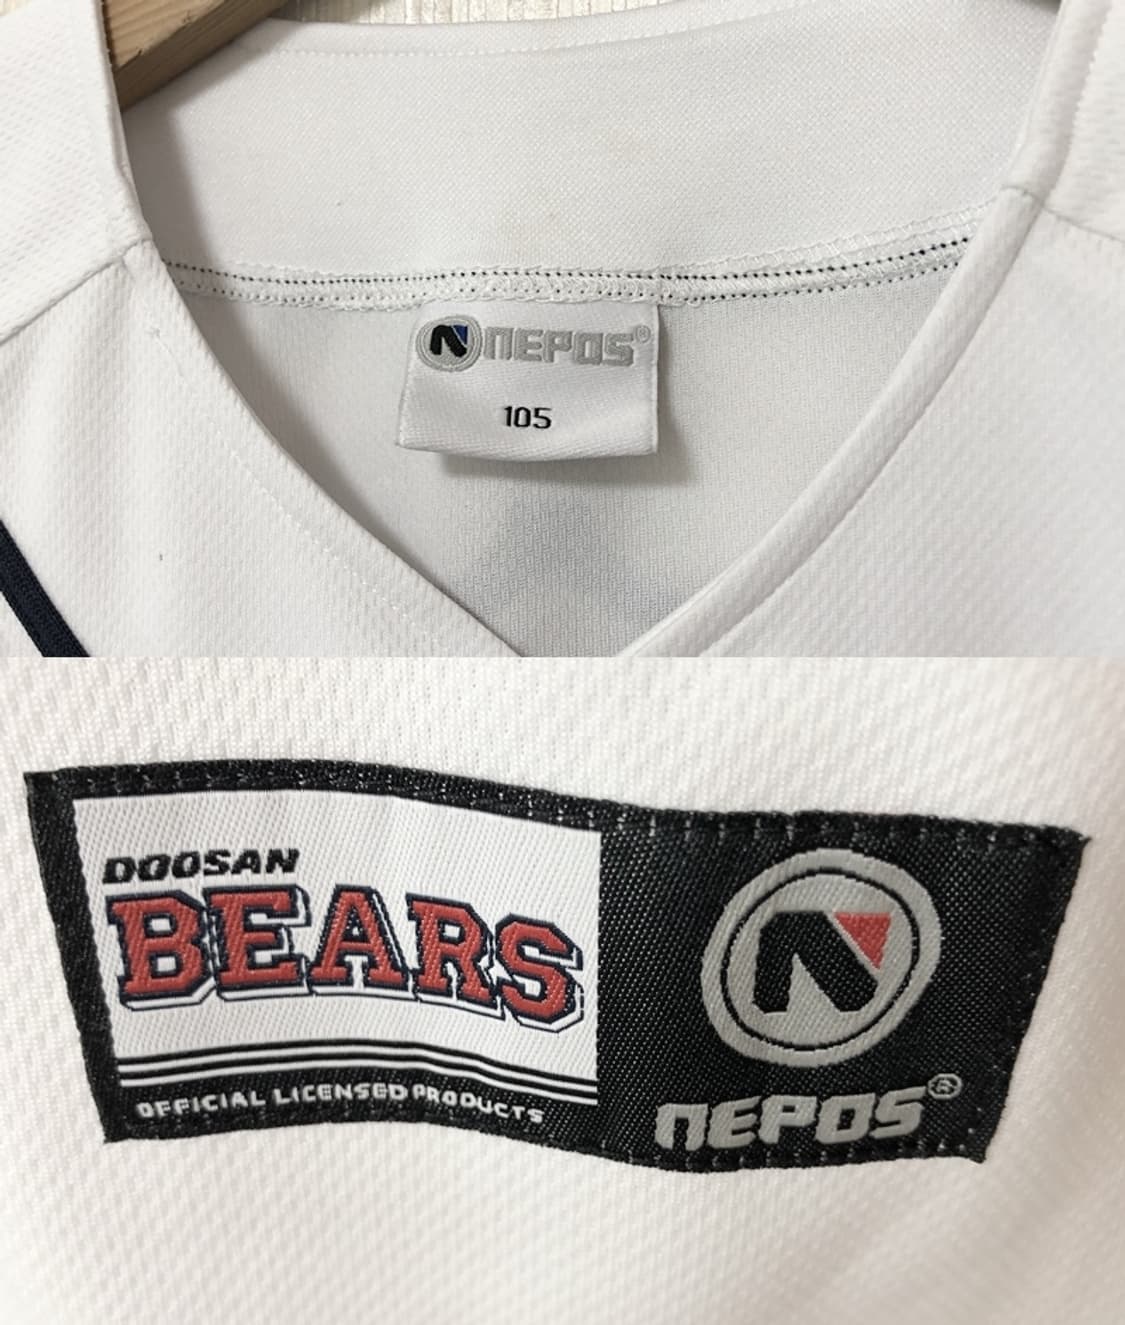 NEPOS®
105
DOOSAN
BEARS
OFFICIAL LICENSED PRODUCTS
NEPOS®